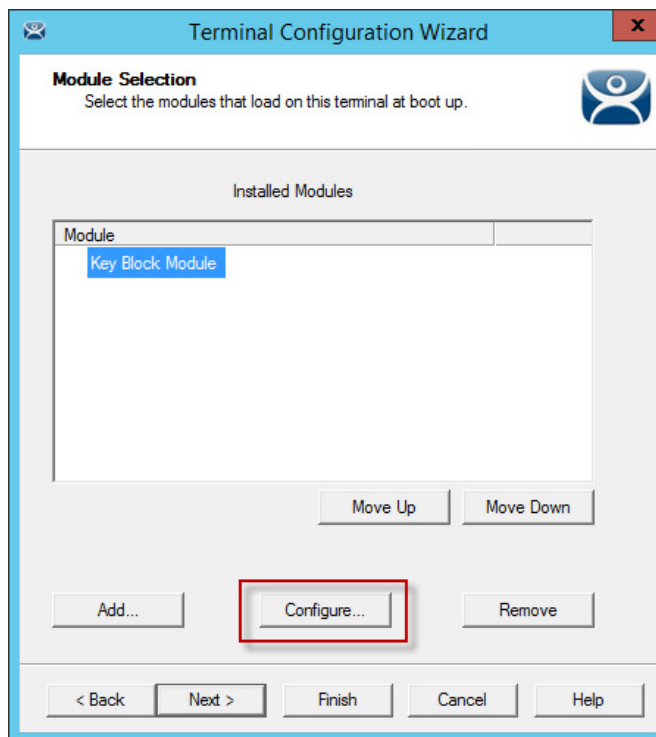 Terminal Configuration Wizard
x
Module Selection
Select the modules that load on this terminal at boot up.
Installed Modules
Module
Key Block Module
Move Up Move Down
Add... Configure... Remove
< Back Next > Finish Cancel Help